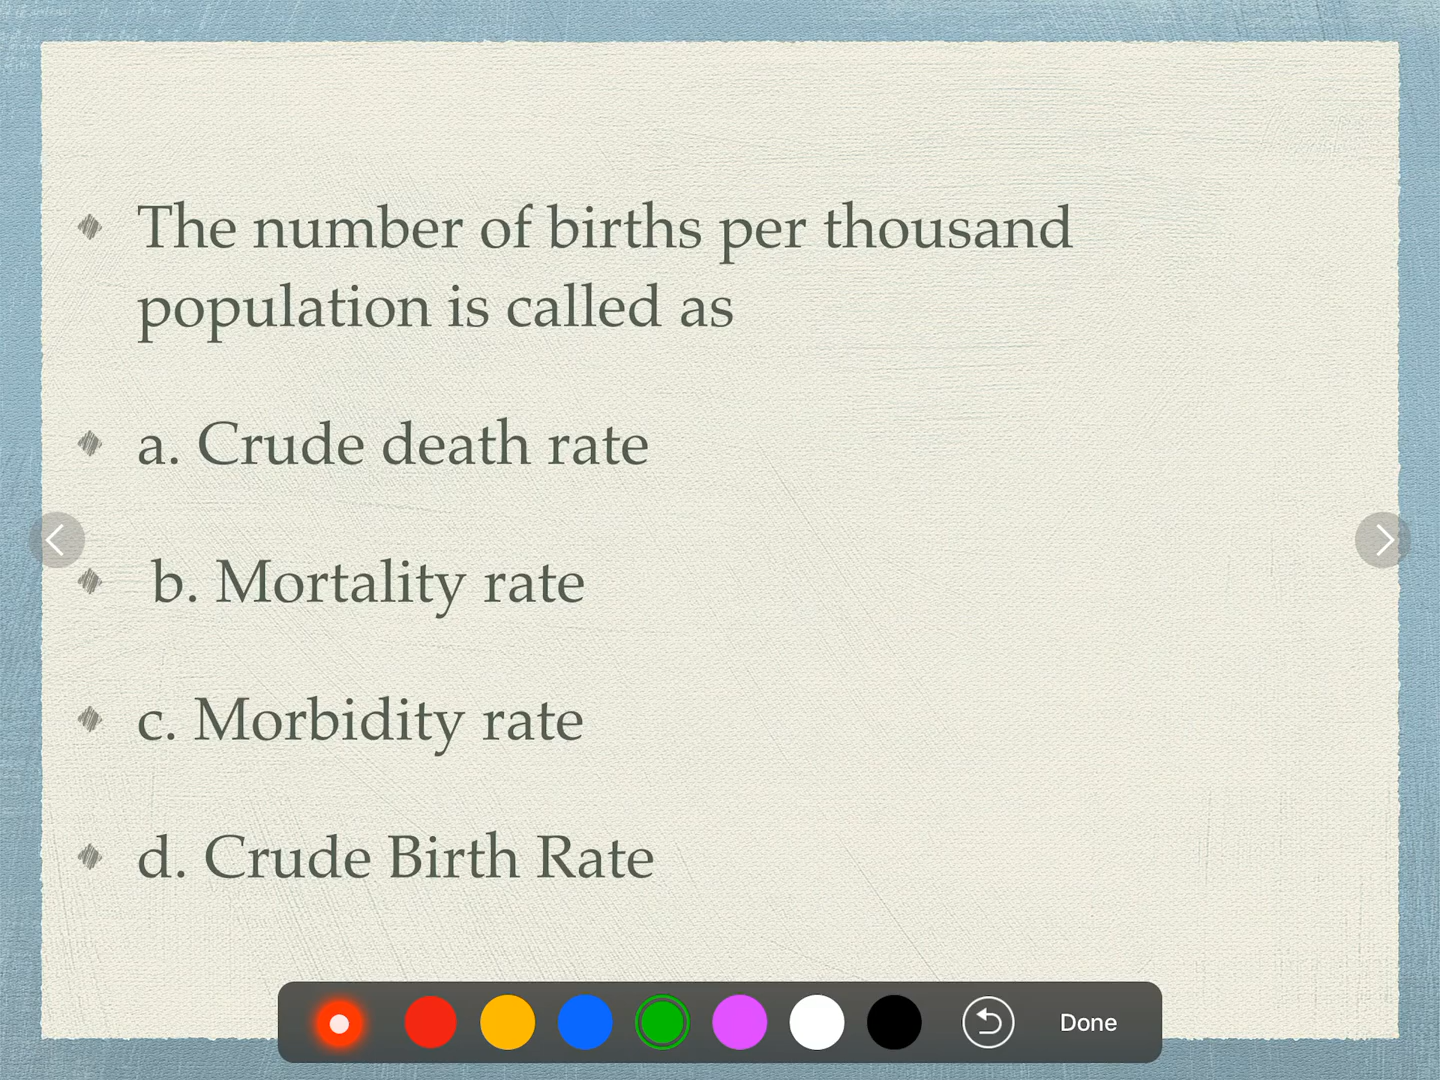 The number of births per thousand
population is called as
a. Crude death rate
b. Mortality rate
c. Morbidity rate
d. Crude Birth Rate
Done